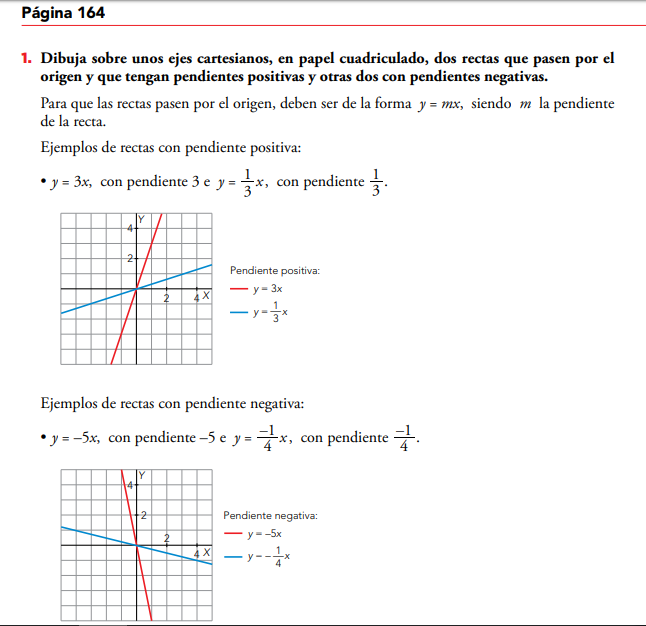 Página 164
1. Dibuja sobre unos ejes cartesianos, en papel cuadriculado, dos rectas que pasen por el
origen y que tengan pendientes positivas y otras dos con pendientes negativas.
Para que las rectas pasen por el origen, deben ser de la forma y = mx, siendo m la pendiente
de la recta.
Ejemplos de rectas con pendiente positiva:
• y = 3x, con pendiente 3 e y = 1/3 x, con pendiente 1/3.
Y
4
2
2 4 X
Pendiente positiva:
y = 3x
y = 1/3 x
Ejemplos de rectas con pendiente negativa:
• y = –5x, con pendiente –5 e y = –1/4 x, con pendiente –1/4.
Y
4
2
2
4 X
Pendiente negativa:
y = –5x
y = – 1/4 x